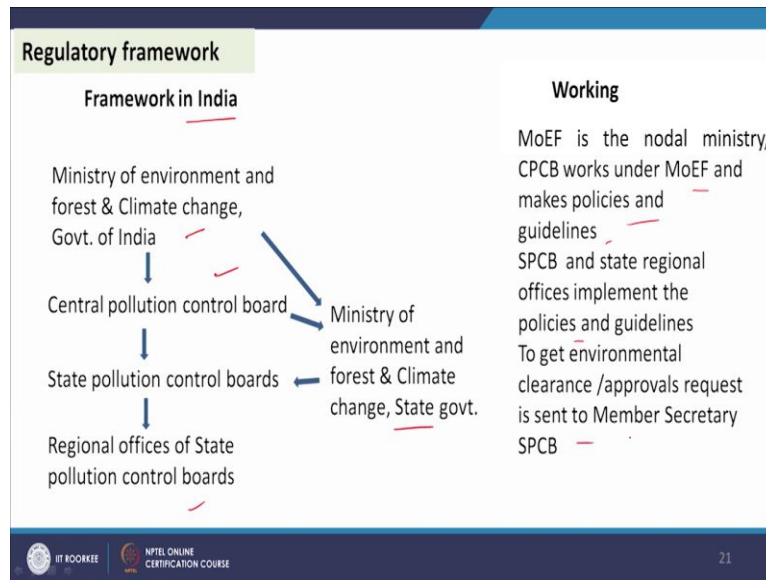 Regulatory framework
Framework in India
Ministry of environment and
forest & Climate change,
Govt. of India
Central pollution control board
State pollution control boards
Regional offices of State
pollution control boards
Ministry of
environment and
forest & Climate
change, State govt.
Working
MoEF is the nodal ministry,
CPCB works under MoEF and
makes policies and
guidelines
SPCB and state regional
offices implement the
policies and guidelines
To get environmental
clearance /approvals request
is sent to Member Secretary
SPCB
IIT ROORKEE
NPTEL ONLINE
CERTIFICATION COURSE
21